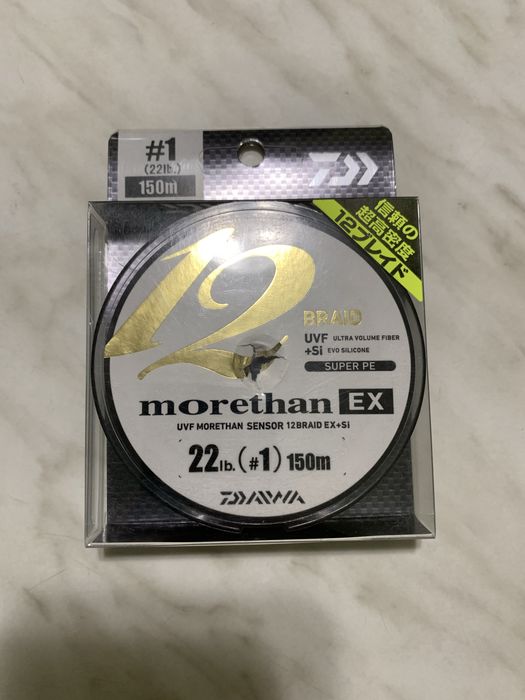 #1
(22lb.)
150m
信頼の
超高密度
12ブレイド
12
BRAID
UVF ULTRA VOLUME FIBER
+Si EVO SILICONE
SUPER PE
morethan EX
UVF MORETHAN SENSOR 12BRAID EX+Si
22lb.(#1)150m
DAIWA